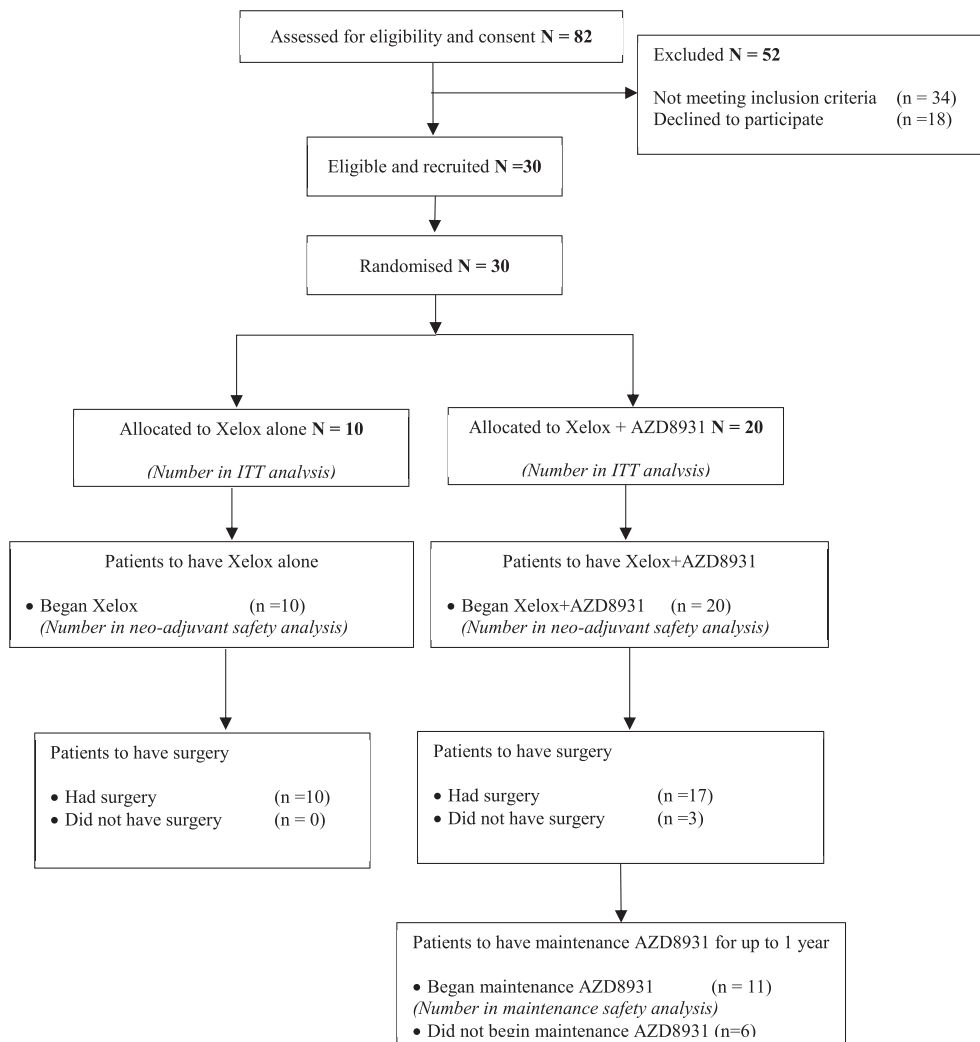 Assessed for eligibility and consent N = 82
Excluded N = 52
Not meeting inclusion criteria (n = 34)
Declined to participate (n =18)
Eligible and recruited N =30
Randomised N = 30
Allocated to Xelox alone N = 10
(Number in ITT analysis)
Allocated to Xelox + AZD8931 N = 20
(Number in ITT analysis)
Patients to have Xelox alone
• Began Xelox (n =10)
(Number in neo-adjuvant safety analysis)
Patients to have Xelox+AZD8931
• Began Xelox+AZD8931 (n = 20)
(Number in neo-adjuvant safety analysis)
Patients to have surgery
• Had surgery (n =10)
• Did not have surgery (n = 0)
Patients to have surgery
• Had surgery (n =17)
• Did not have surgery (n =3)
Patients to have maintenance AZD8931 for up to 1 year
• Began maintenance AZD8931 (n = 11)
(Number in maintenance safety analysis)
• Did not begin maintenance AZD8931 (n=6)